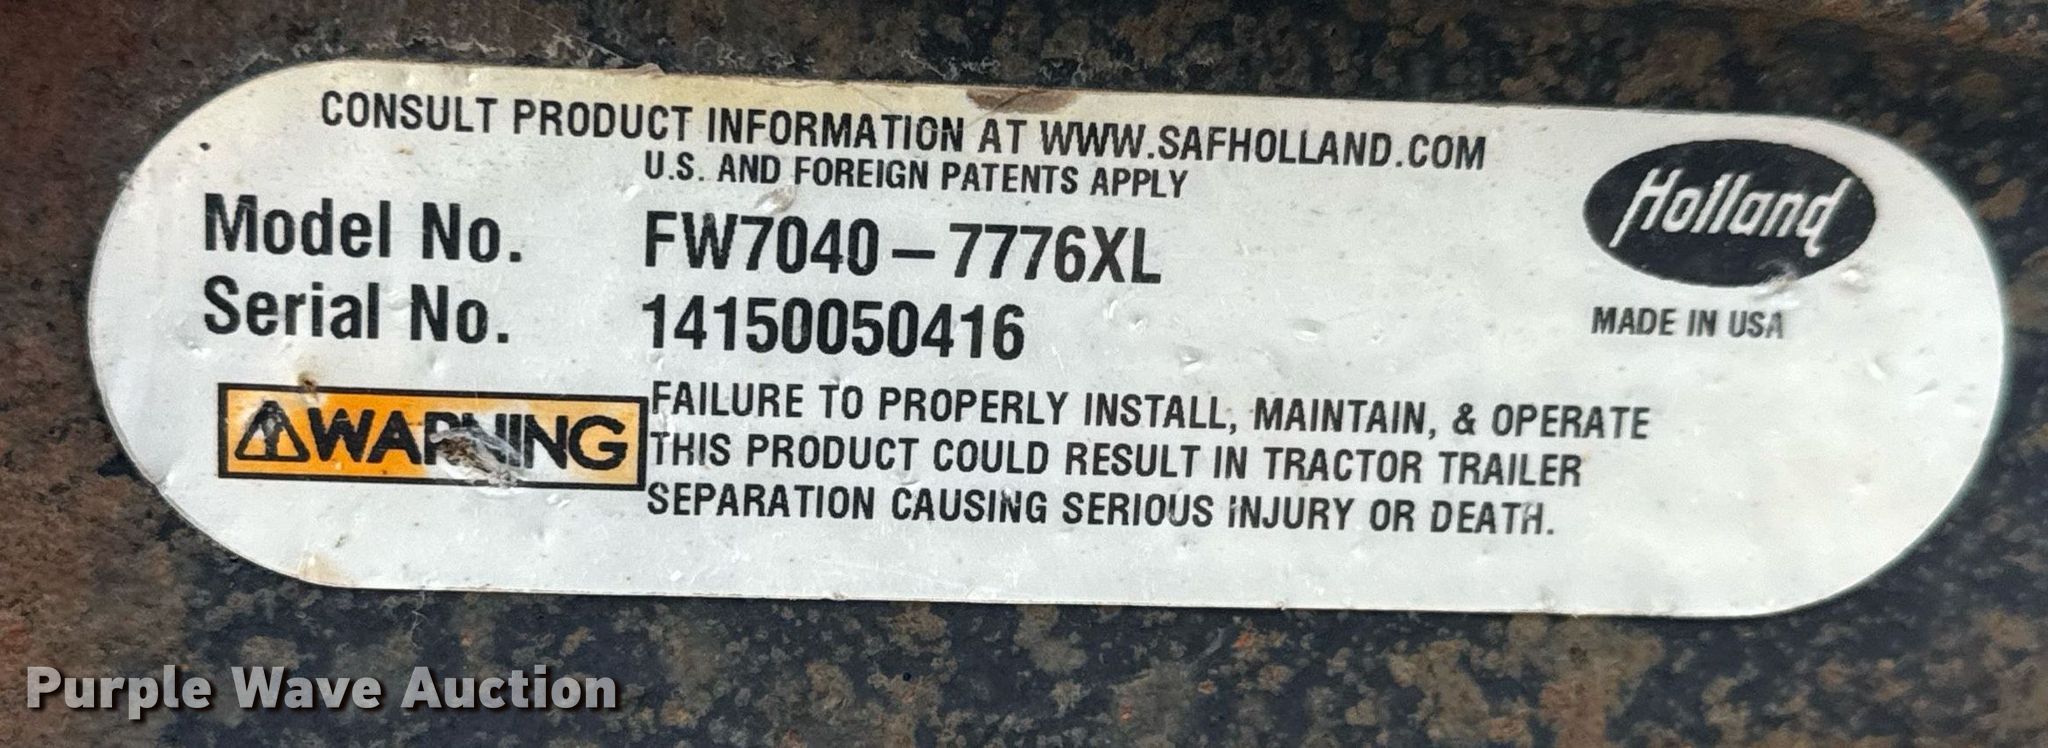 CONSULT PRODUCT INFORMATION AT WWW.SAFHOLLAND.COM
U.S. AND FOREIGN PATENTS APPLY
Holland
MADE IN USA
Model No. FW7040-7776XL
Serial No. 14150050416
WARNING
FAILURE TO PROPERLY INSTALL, MAINTAIN, & OPERATE
THIS PRODUCT COULD RESULT IN TRACTOR TRAILER
SEPARATION CAUSING SERIOUS INJURY OR DEATH.
Purple Wave Auction